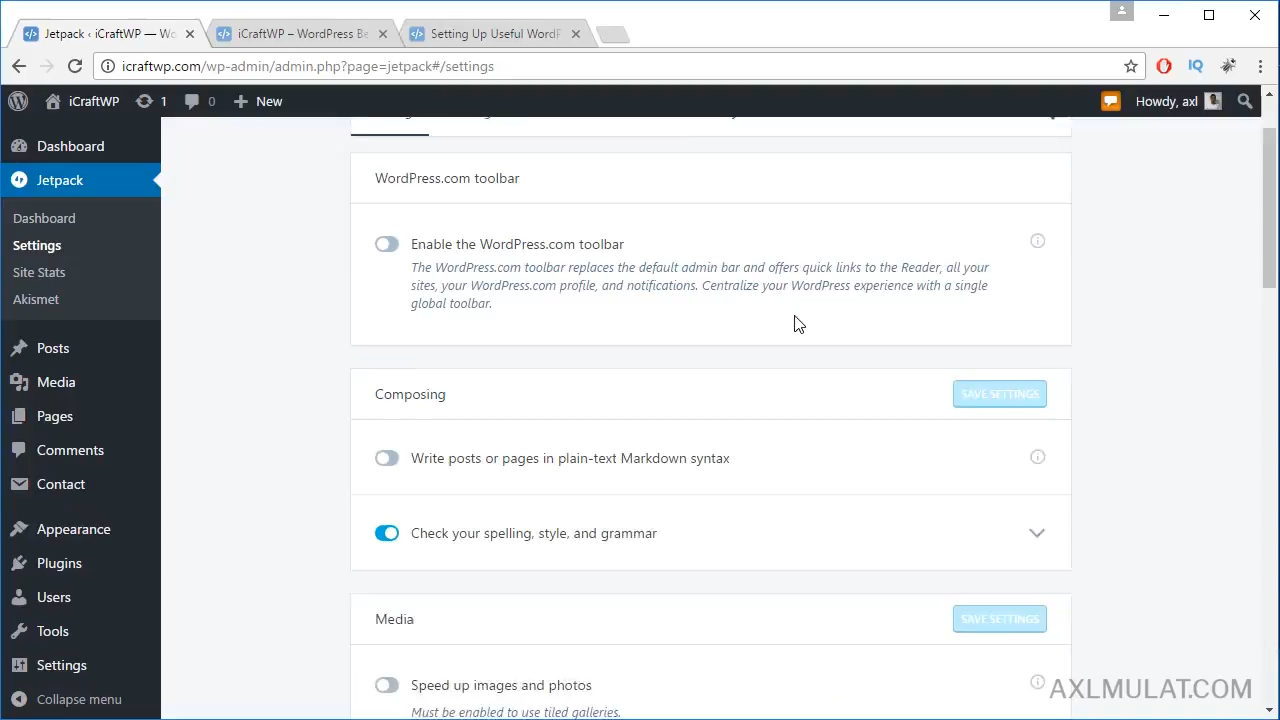 Jetpack ‹ iCraftWP — Wo
iCraftWP – WordPress Be
Setting Up Useful WordP
icraftwp.com/wp-admin/admin.php?page=jetpack#/settings
IQ
iCraftWP
1
0
New
Howdy, axl
Dashboard
Jetpack
Dashboard
Settings
Site Stats
Akismet
Posts
Media
Pages
Comments
Contact
Appearance
Plugins
Users
Tools
Settings
Collapse menu
WordPress.com toolbar
Enable the WordPress.com toolbar
The WordPress.com toolbar replaces the default admin bar and offers quick links to the Reader, all your
sites, your WordPress.com profile, and notifications. Centralize your WordPress experience with a single
global toolbar.
Composing
SAVE SETTINGS
Write posts or pages in plain-text Markdown syntax
Check your spelling, style, and grammar
Media
SAVE SETTINGS
Speed up images and photos
Must be enabled to use tiled galleries.
AXLMULAT.COM